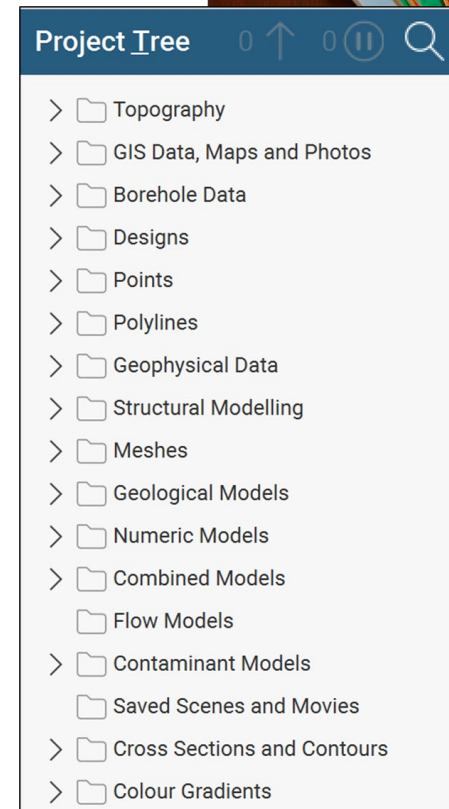 Project Tree 0 0
Topography
GIS Data, Maps and Photos
Borehole Data
Designs
Points
Polylines
Geophysical Data
Structural Modelling
Meshes
Geological Models
Numeric Models
Combined Models
Flow Models
Contaminant Models
Saved Scenes and Movies
Cross Sections and Contours
Colour Gradients